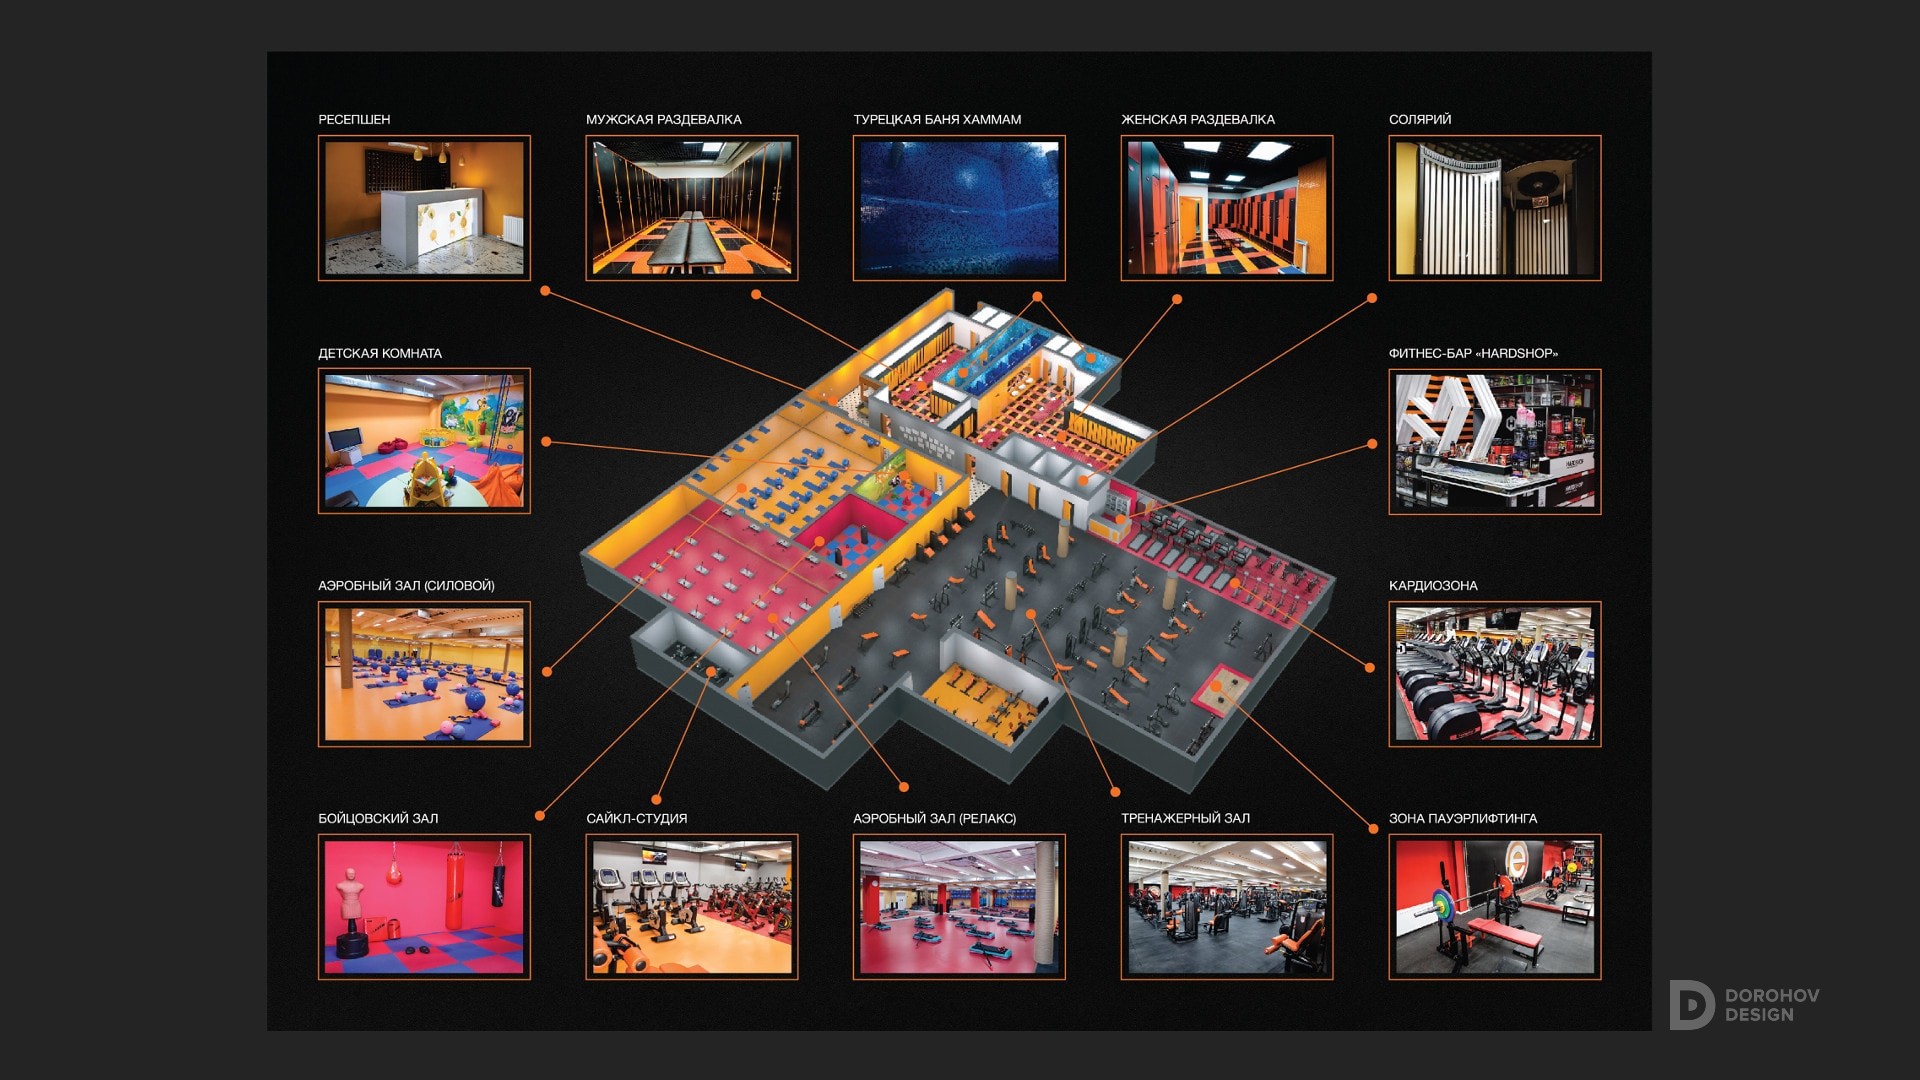 РЕСЕПШЕН
МУЖСКАЯ РАЗДЕВАЛКА
ТУРЕЦКАЯ БАНЯ ХАММАМ
ЖЕНСКАЯ РАЗДЕВАЛКА
СОЛЯРИЙ
ДЕТСКАЯ КОМНАТА
ФИТНЕС-БАР «HARDSHOP»
АЭРОБНЫЙ ЗАЛ (СИЛОВОЙ)
КАРДИОЗОНА
БОЙЦОВСКИЙ ЗАЛ
САЙКЛ-СТУДИЯ
АЭРОБНЫЙ ЗАЛ (РЕЛАКС)
ТРЕНАЖЕРНЫЙ ЗАЛ
ЗОНА ПАУЭРЛИФТИНГА
DOROHOV
DESIGN